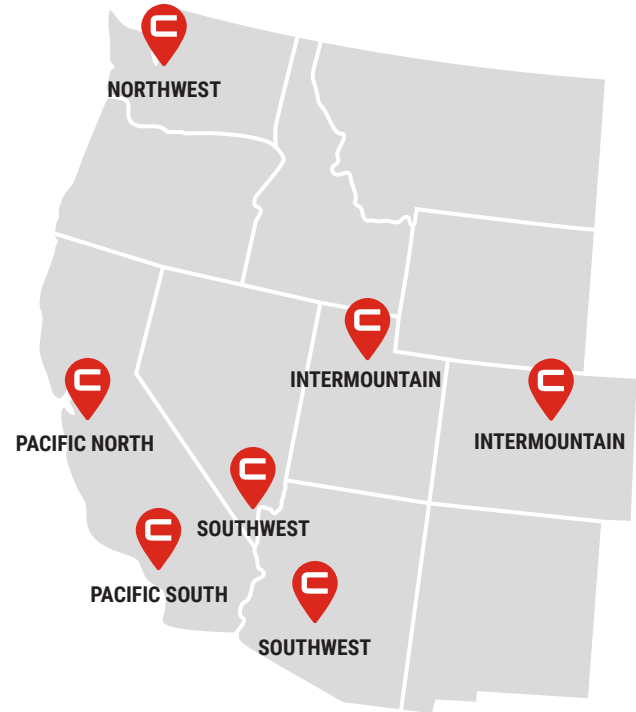 NORTHWEST
INTERMOUNTAIN
PACIFIC NORTH
INTERMOUNTAIN
SOUTHWEST
PACIFIC SOUTH
SOUTHWEST